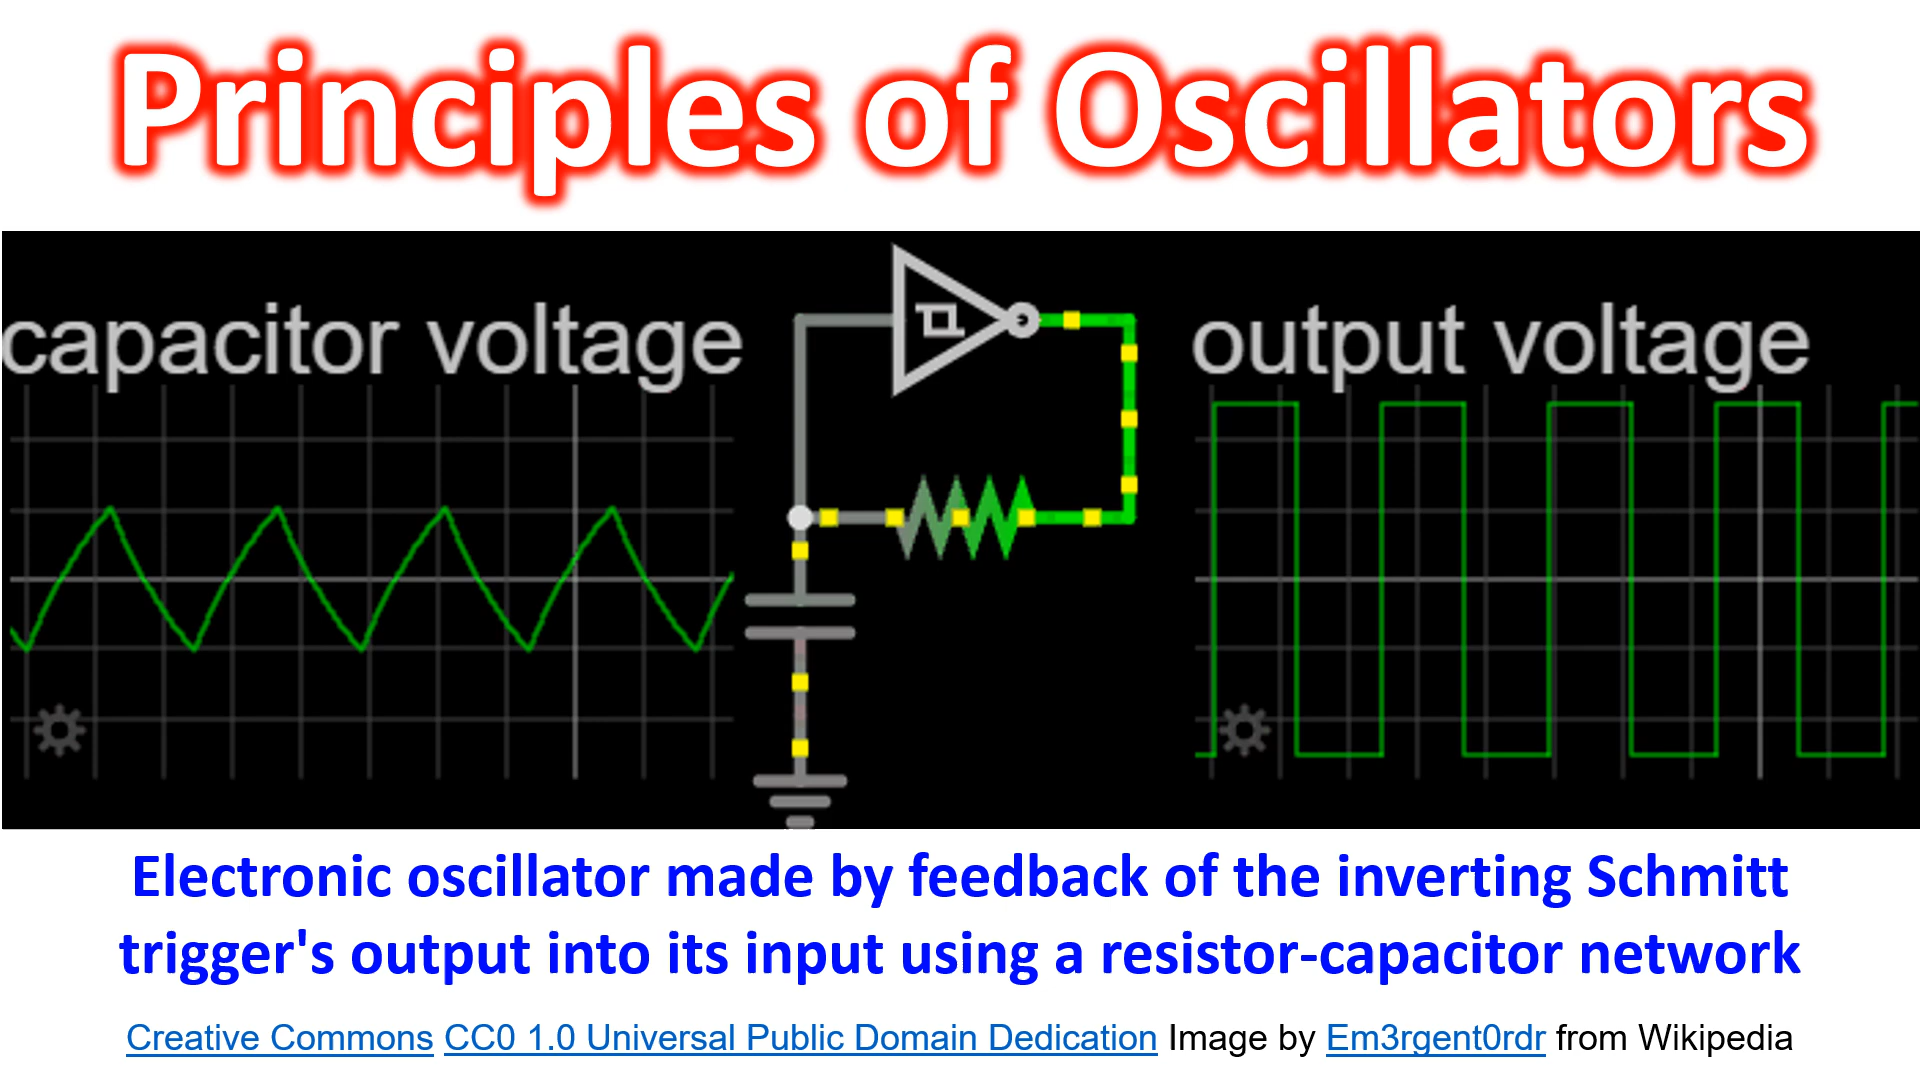 Principles of Oscillators
capacitor voltage
output voltage
Electronic oscillator made by feedback of the inverting Schmitt
trigger's output into its input using a resistor-capacitor network
Creative Commons CC0 1.0 Universal Public Domain Dedication Image by Em3rgent0rdr from Wikipedia